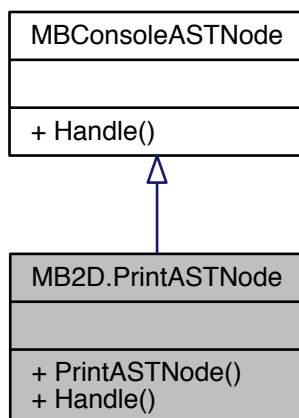 MBConsoleASTNode
+ Handle()
MB2D.PrintASTNode
+ PrintASTNode()
+ Handle()